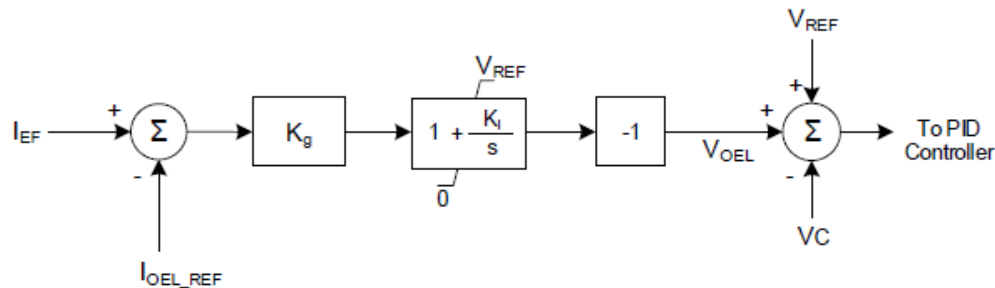 V_REF
V_REF
+
+
I_EF
+
Σ
K_g
1 + K_I/s
-1
V_OEL
Σ
To PID
Controller
-
0
-
I_OEL_REF
VC